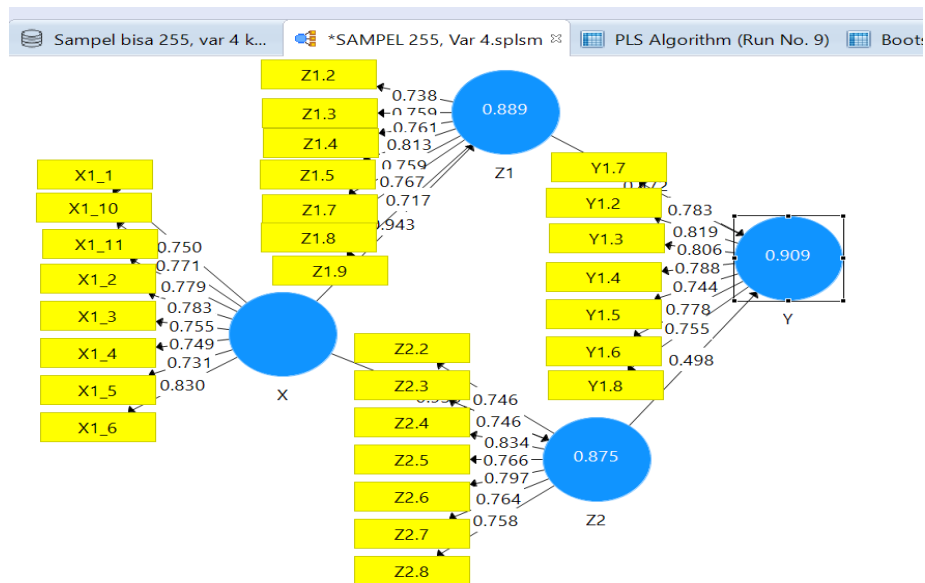 Sampel bisa 255, var 4 k...
*SAMPEL 255, Var 4.splsm
PLS Algorithm (Run No. 9)
Boots
Z1.2
Z1.3
Z1.4
Z1.5
Z1.7
Z1.8
Z1.9
0.738
0.759
0.761
0.813
0.759
0.767
0.717
0.889
Z1
X1_1
X1_10
X1_11
X1_2
X1_3
X1_4
X1_5
X1_6
0.750
0.771
0.779
0.783
0.755
0.749
0.731
0.830
X
0.943
Y1.7
Y1.2
Y1.3
Y1.4
Y1.5
Y1.6
Y1.8
0.783
0.819
0.806
0.788
0.744
0.778
0.755
0.909
Y
0.498
Z2.2
Z2.3
Z2.4
Z2.5
Z2.6
Z2.7
Z2.8
0.746
0.746
0.834
0.766
0.797
0.764
0.758
0.875
Z2